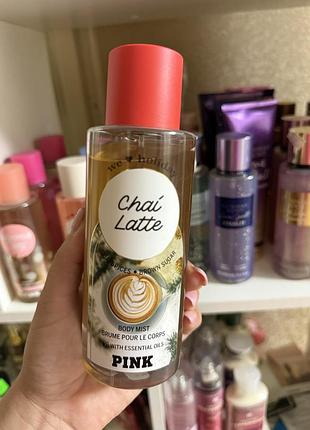 we ♥ holiday
Chai
Latte
SPICES • BROWN SUGAR
BODY MIST
BRUME POUR LE CORPS
WITH ESSENTIAL OILS
PINK